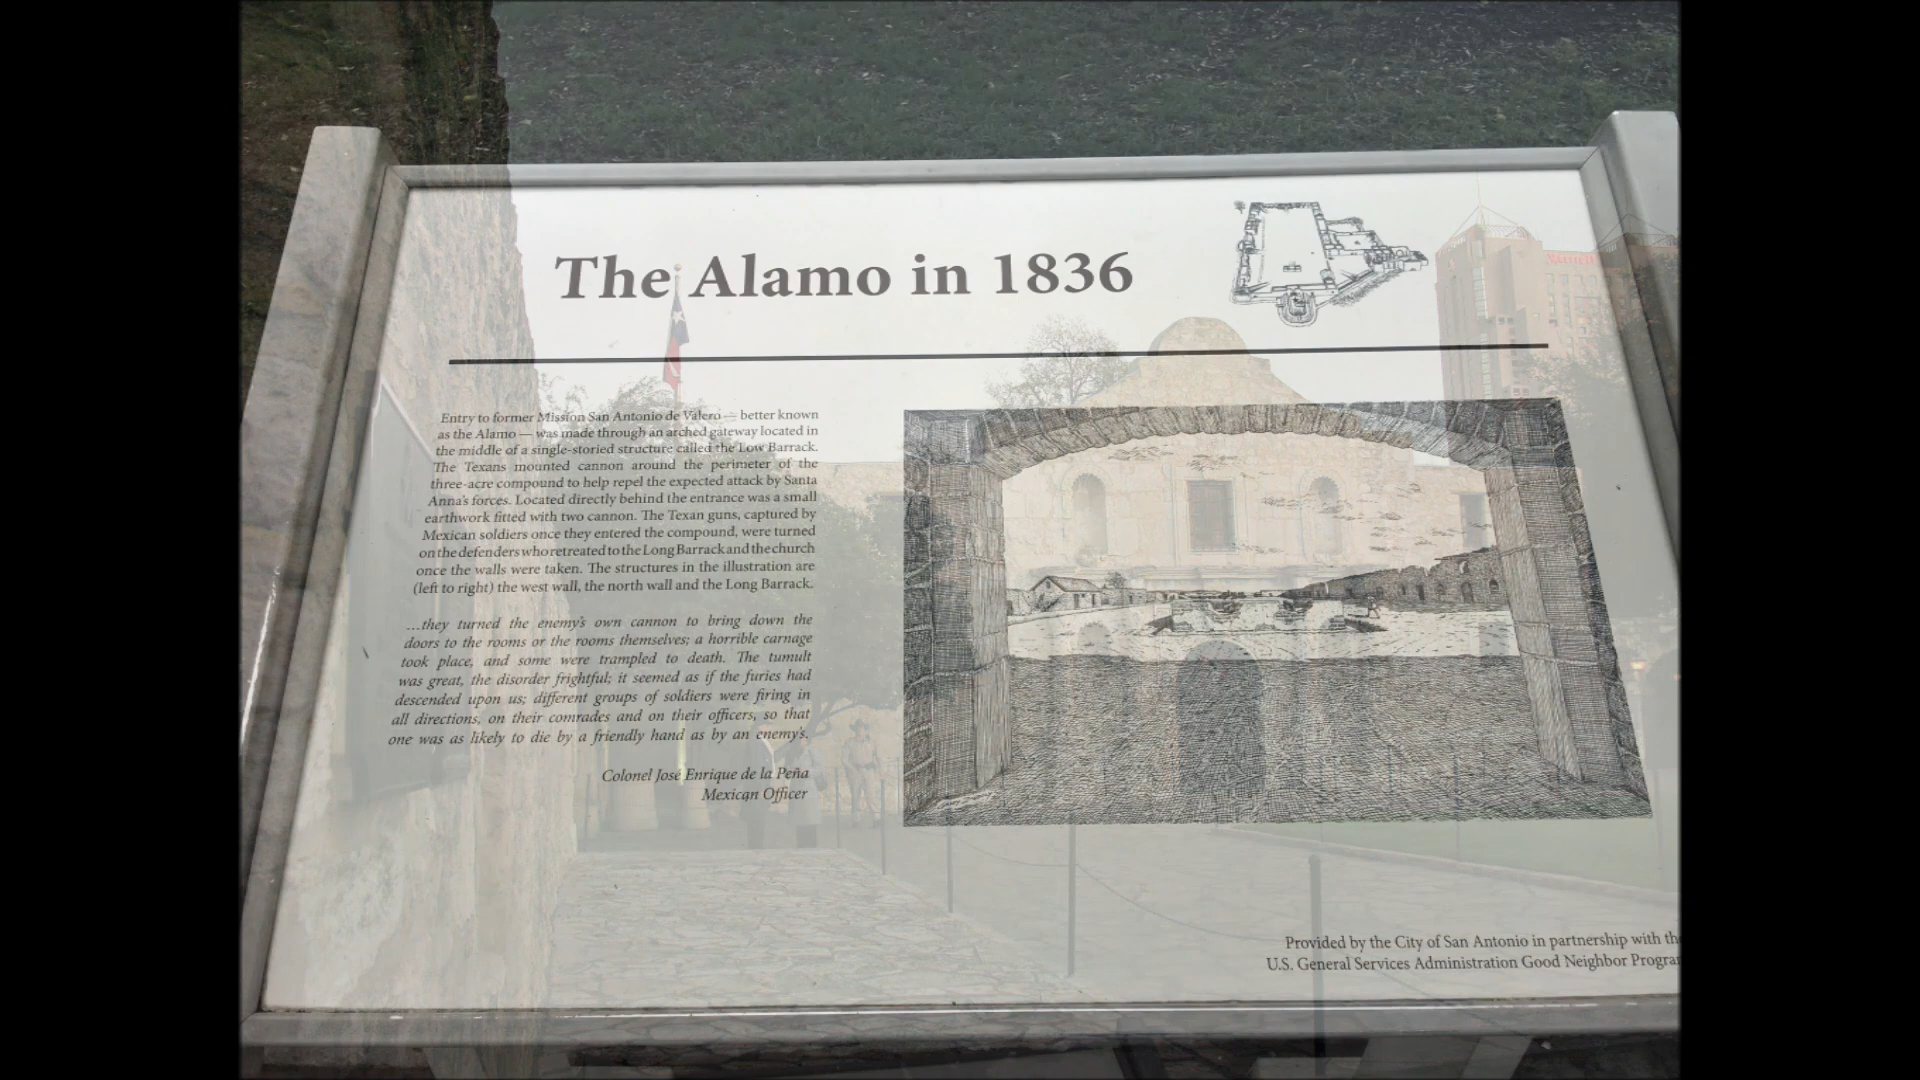 The Alamo in 1836
Marriott
Entry to former Mission San Antonio de Valero — better known
as the Alamo — was made through an arched gateway located in
the middle of a single-storied structure called the Low Barrack.
The Texans mounted cannon around the perimeter of the
three-acre compound to help repel the expected attack by Santa
Anna's forces. Located directly behind the entrance was a small
earthwork fitted with two cannon. The Texan guns, captured by
Mexican soldiers once they entered the compound, were turned
on the defenders who retreated to the Long Barrack and the church
once the walls were taken. The structures in the illustration are
(left to right) the west wall, the north wall and the Long Barrack.
...they turned the enemy's own cannon to bring down the
doors to the rooms or the rooms themselves; a horrible carnage
took place, and some were trampled to death. The tumult
was great, the disorder frightful; it seemed as if the furies had
descended upon us; different groups of soldiers were firing in
all directions, on their comrades and on their officers, so that
one was as likely to die by a friendly hand as by an enemy's.
Colonel José Enrique de la Peña
Mexican Officer
Provided by the City of San Antonio in partnership with th
U.S. General Services Administration Good Neighbor Progra